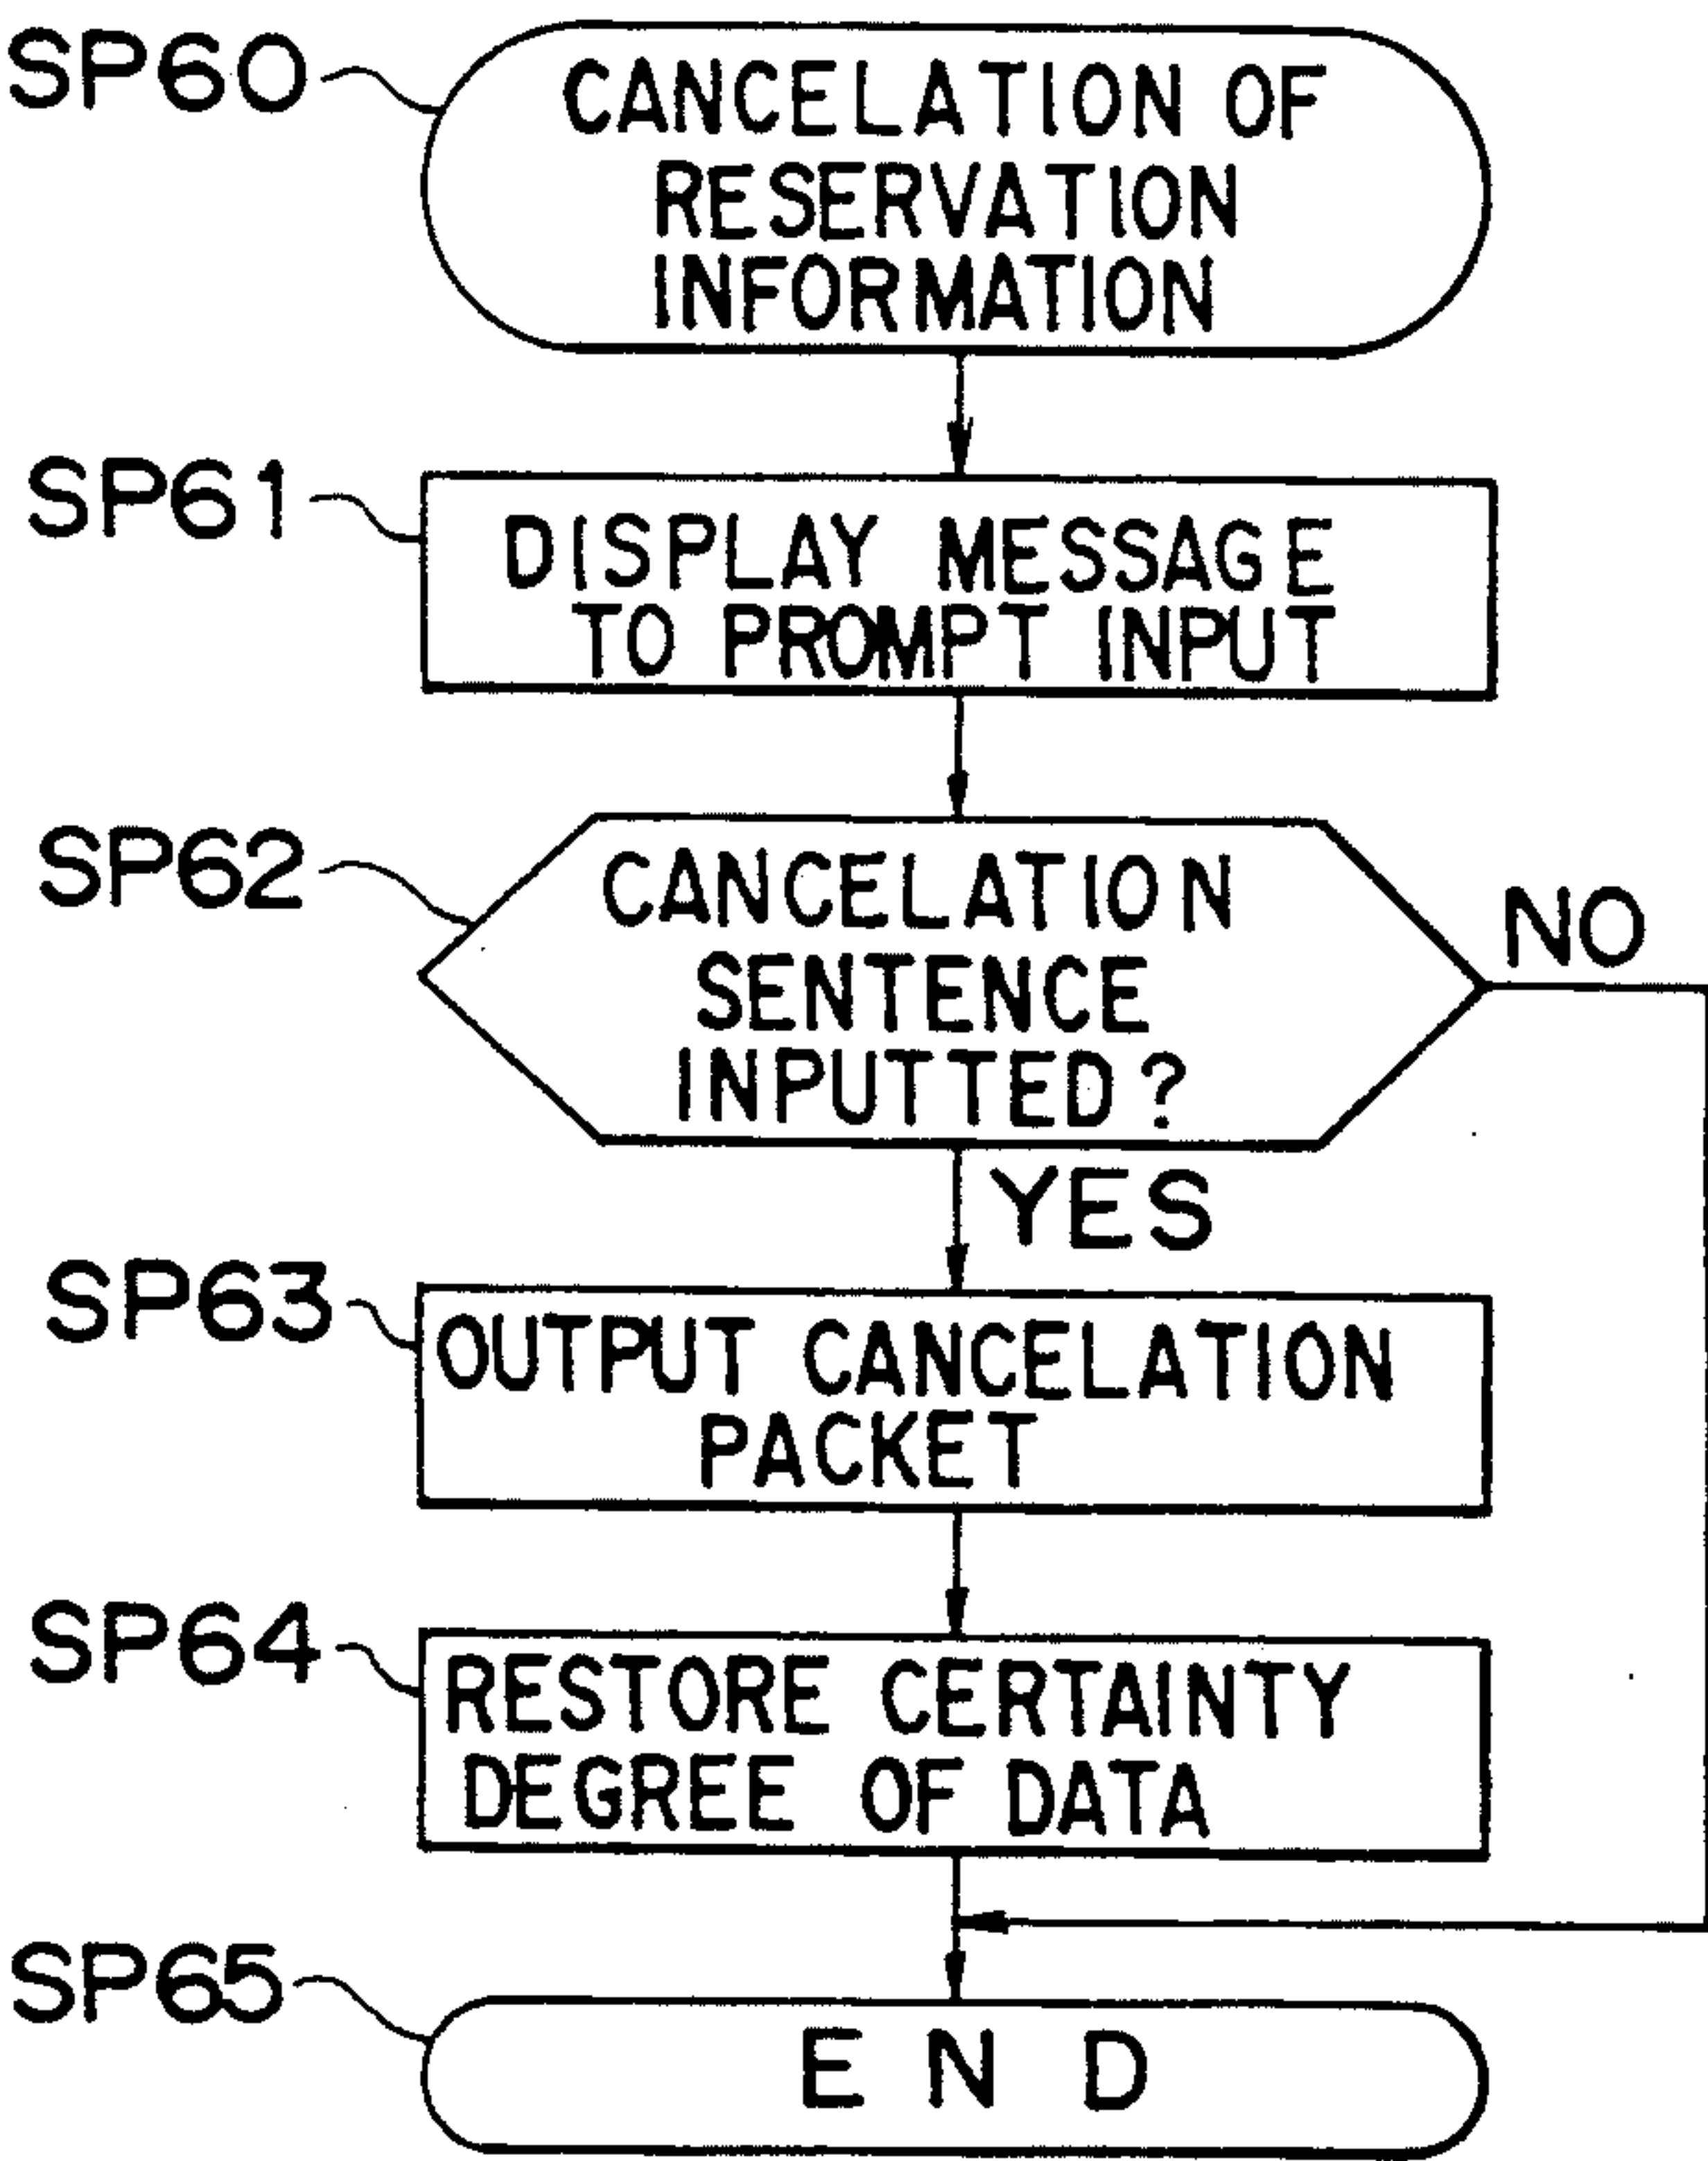 SP60
CANCELATION OF
RESERVATION
INFORMATION
SP61
DISPLAY MESSAGE
TO PROMPT INPUT
SP62
CANCELATION
SENTENCE
INPUTTED?
NO
YES
SP63
OUTPUT CANCELATION
PACKET
SP64
RESTORE CERTAINTY
DEGREE OF DATA
SP65
END